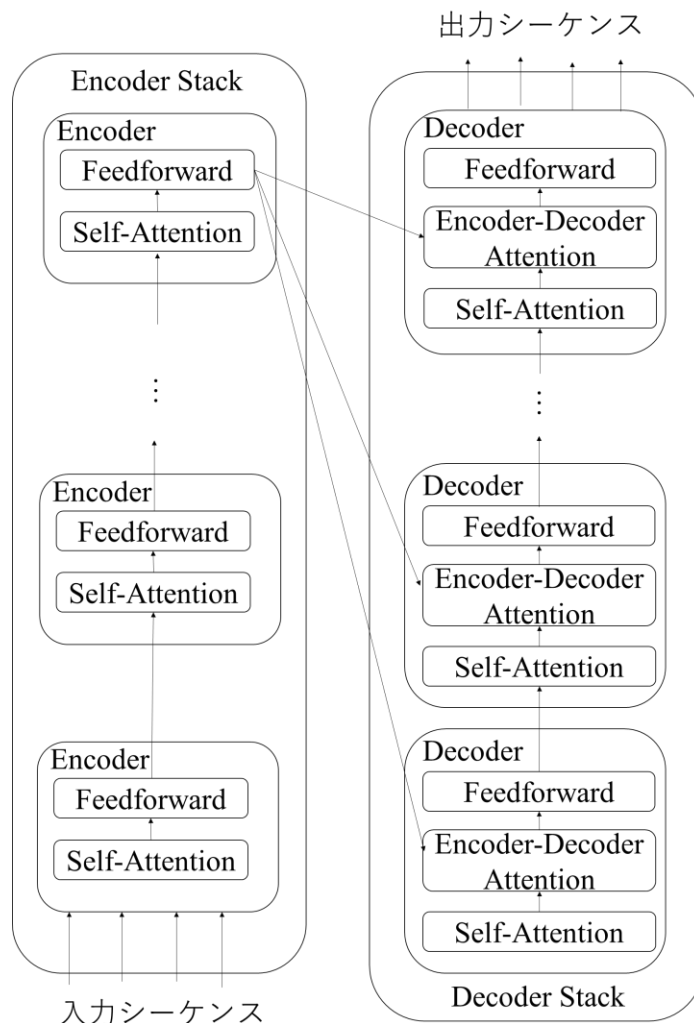 出力シーケンス
Encoder Stack
Encoder
Feedforward
Self-Attention
⋮
Encoder
Feedforward
Self-Attention
Encoder
Feedforward
Self-Attention
入力シーケンス
Decoder
Feedforward
Encoder-Decoder
Attention
Self-Attention
⋮
Decoder
Feedforward
Encoder-Decoder
Attention
Self-Attention
Decoder
Feedforward
Encoder-Decoder
Attention
Self-Attention
Decoder Stack